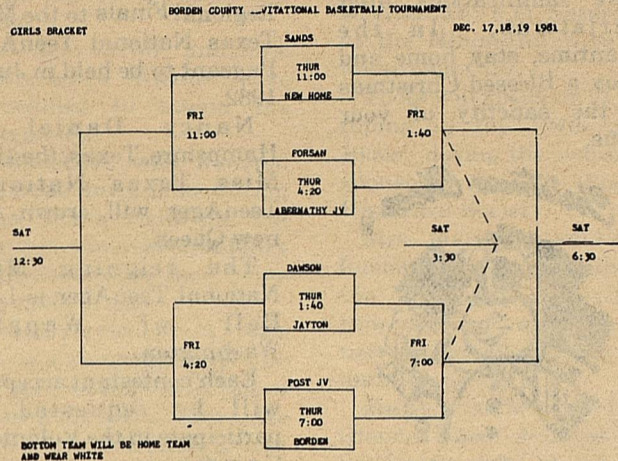 BORDEN COUNTY ...VITATIONAL BASKETBALL TOURNAMENT
GIRLS BRACKET
DEC. 17,18,19 1981
SANDS
THUR
11:00
NEW HOME
FRI
11:00
FRI
1:40
FORSAN
THUR
4:20
ABERNATHY JV
SAT
12:30
SAT
3:30
SAT
6:30
DAWSON
THUR
1:40
JAYTON
FRI
4:20
FRI
7:00
POST JV
THUR
7:00
BORDEN
BOTTOM TEAM WILL BE HOME TEAM
AND WEAR WHITE